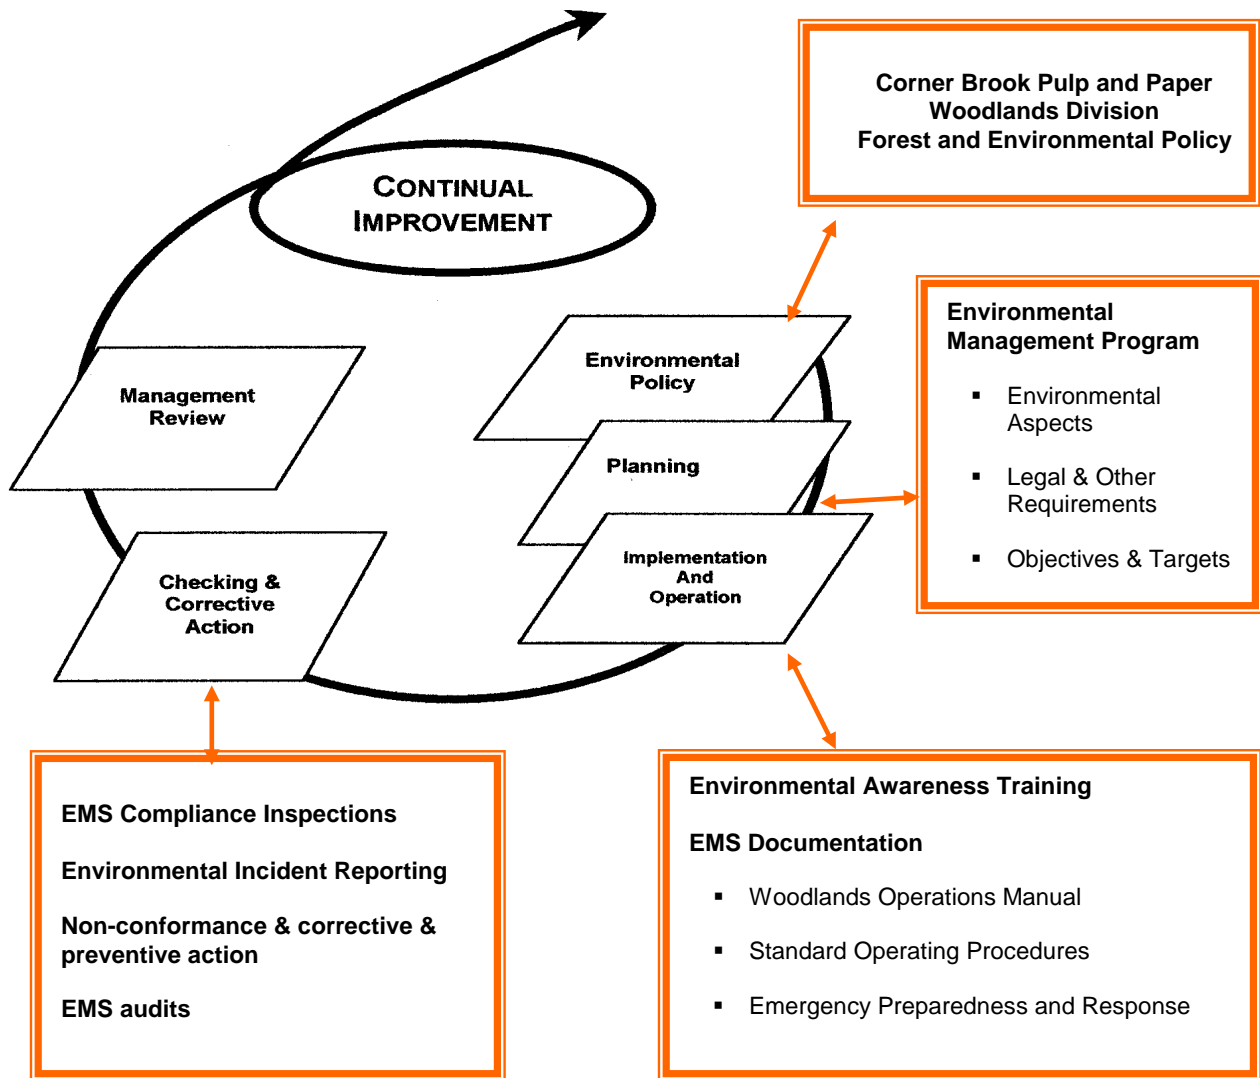 Corner Brook Pulp and Paper
Woodlands Division
Forest and Environmental Policy
CONTINUAL
IMPROVEMENT
Environmental
Management Program
▪ Environmental
Aspects
▪ Legal & Other
Requirements
▪ Objectives & Targets
Environmental
Policy
Planning
Implementation
And
Operation
Management
Review
Checking &
Corrective
Action
EMS Compliance Inspections
Environmental Incident Reporting
Non-conformance & corrective &
preventive action
EMS audits
Environmental Awareness Training
EMS Documentation
▪ Woodlands Operations Manual
▪ Standard Operating Procedures
▪ Emergency Preparedness and Response